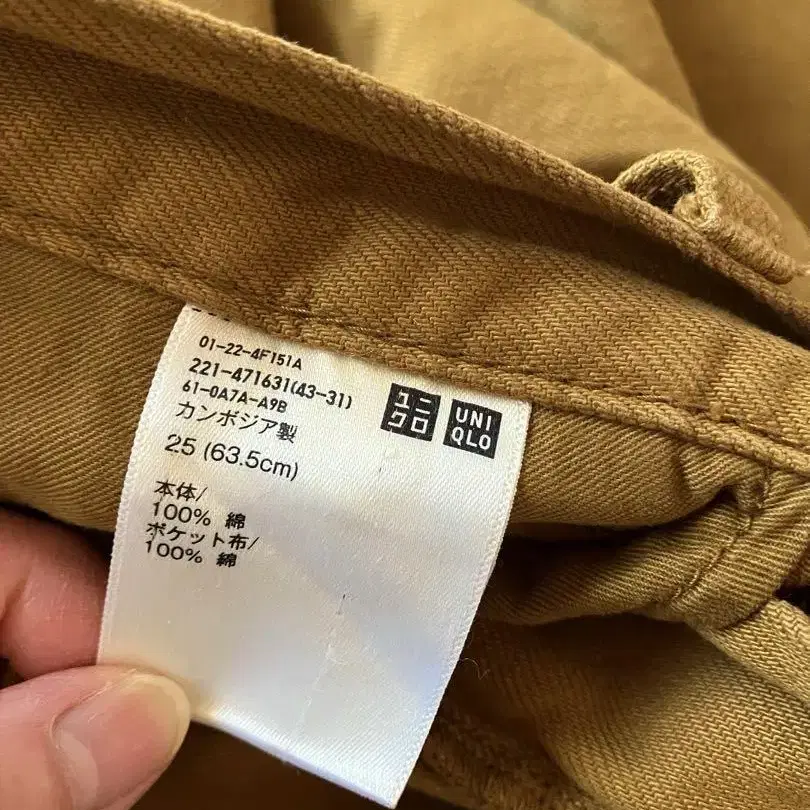 01-22-4F151A
221-471631(43-31)
61-0A7A-A9B
カンボジア製
25 (63.5cm)
本体/
100% 綿
ポケット布/
100% 綿
ユニ
クロ
UNI
QLO